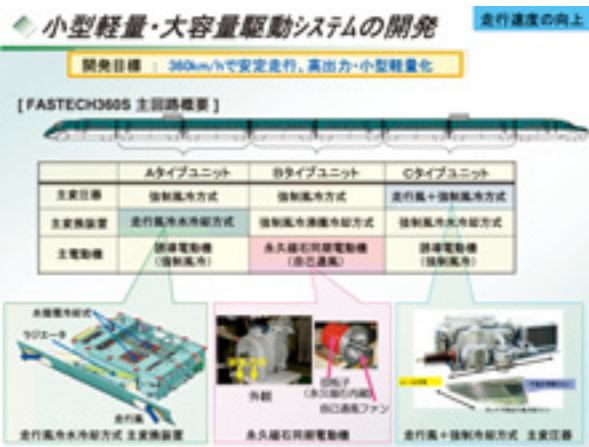 小型軽量・大容量駆動システムの開発
走行速度の向上
開発目標 : 360km/hで安定走行、高出力・小型軽量化
[ FASTECH360S 主回路概要 ]
Aタイプユニット Bタイプユニット Cタイプユニット
主変圧器 強制風冷方式 強制風冷方式 走行風+強制風冷方式
主変換装置 走行風冷水冷却方式 強制風冷沸騰冷却方式 強制風冷水冷却方式
主電動機 誘導電動機 永久磁石同期電動機 誘導電動機
(強制風冷) (自己通風) (強制風冷)
ラジエータ
走行風
走行風冷水冷却方式 主変換装置
外観
回転子
(永久磁石内蔵)
自己通風ファン
永久磁石同期電動機
走行風+強制冷却方式 主変圧器